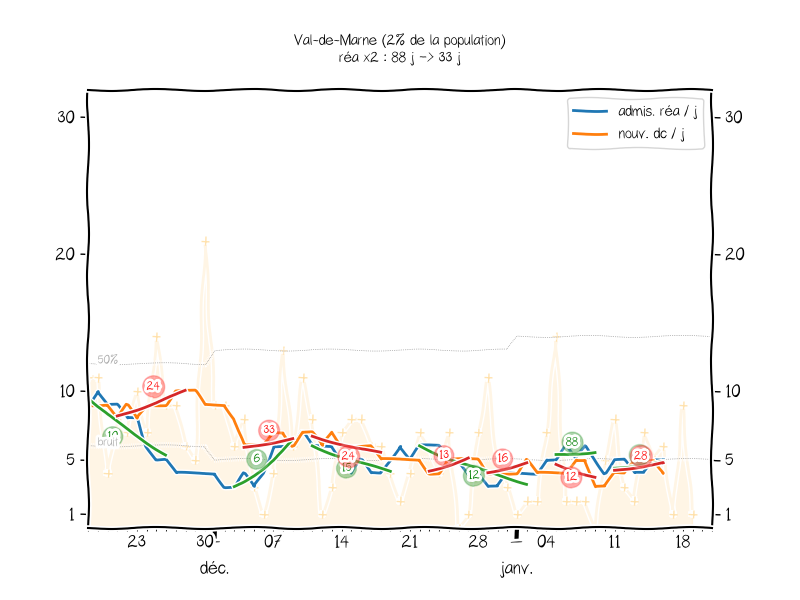 Val-de-Marne (2% de la population)
réa x2 : 88 j -> 33 j
admis. réa / j
nouv. dc / j
30 30
20 20
50%
10 10
24
33
88
bruit
6
24
13
16
28
5 5
12
12
1 1
23 30 07 14 21 28 04 11 18
déc. janv.